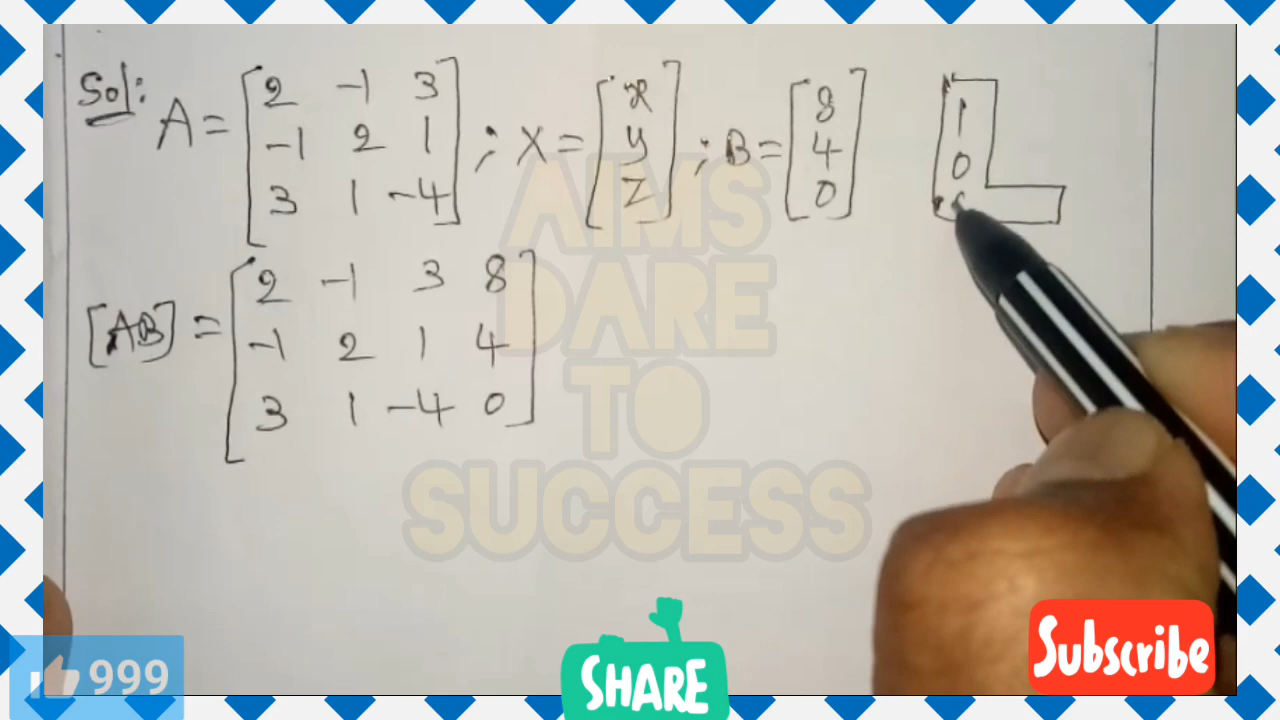 Sol:
A = [2 -1 3; X = [x; B = [8 1
-1 2 1 y 4 0
3 1 -4] z] 0]
[AB] = [2 -1 3 8
-1 2 1 4
3 1 -4 0]
AIMS
DARE
TO
SUCCESS
999
SHARE
Subscribe